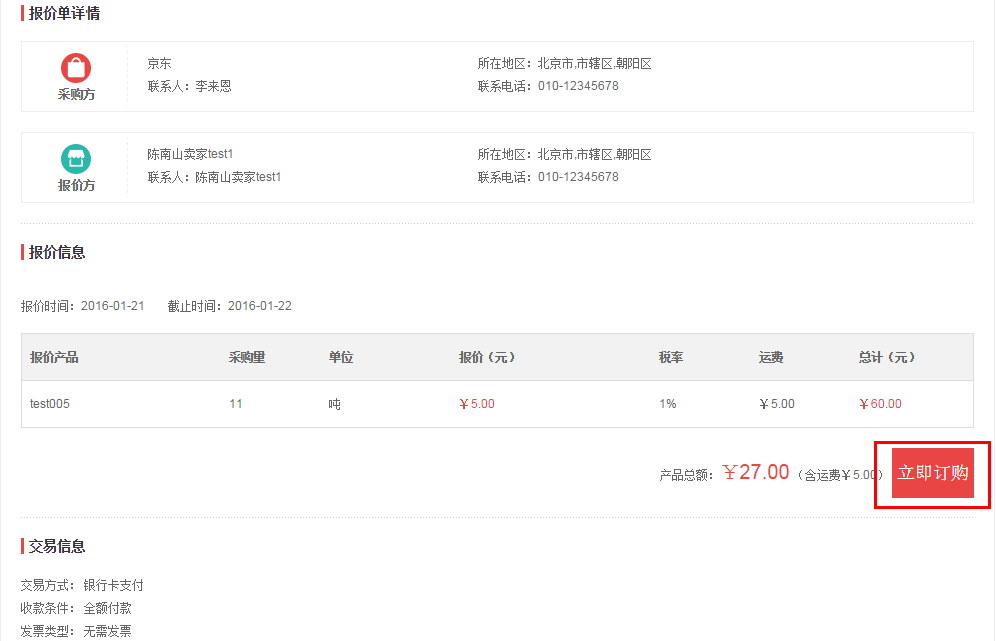 报价单详情
京东 所在地区：北京市,市辖区,朝阳区
联系人：李来恩 联系电话：010-12345678
采购方
陈南山卖家test1 所在地区：北京市,市辖区,朝阳区
联系人：陈南山卖家test1 联系电话：010-12345678
报价方
报价信息
报价时间：2016-01-21 截止时间：2016-01-22
报价产品 采购量 单位 报价（元） 税率 运费 总计（元）
test005 11 吨 ￥5.00 1% ￥5.00 ￥60.00
产品总额：￥27.00（含运费￥5.00） 立即订购
交易信息
交易方式：银行卡支付
收款条件：全额付款
发票类型：无需发票